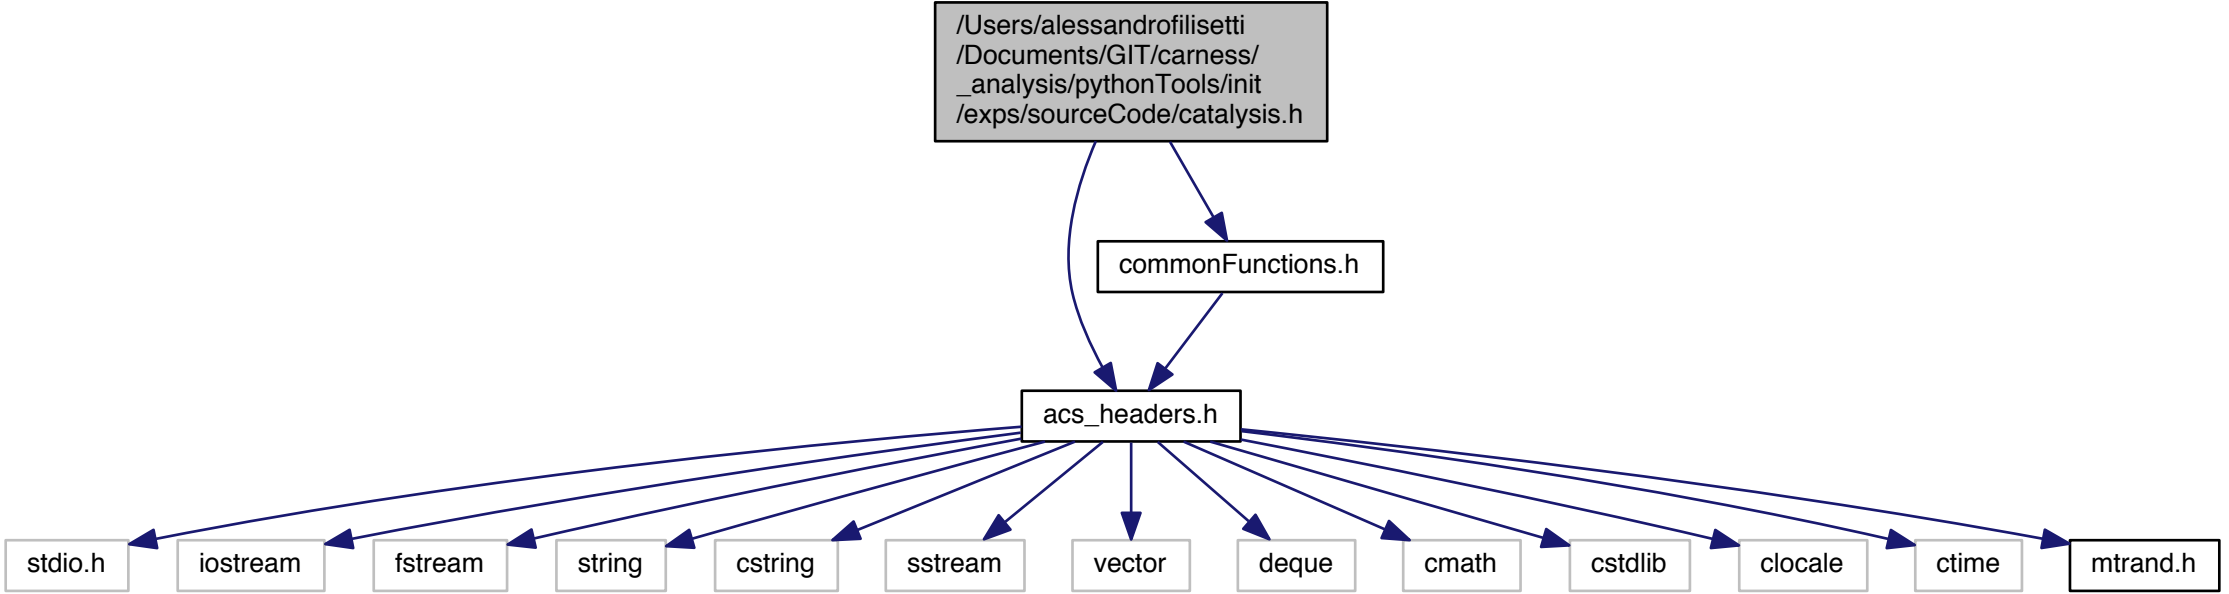 /Users/alessandrofilisetti
/Documents/GIT/carness/
_analysis/pythonTools/init
/exps/sourceCode/catalysis.h
commonFunctions.h
acs_headers.h
stdio.h
iostream
fstream
string
cstring
sstream
vector
deque
cmath
cstdlib
clocale
ctime
mtrand.h